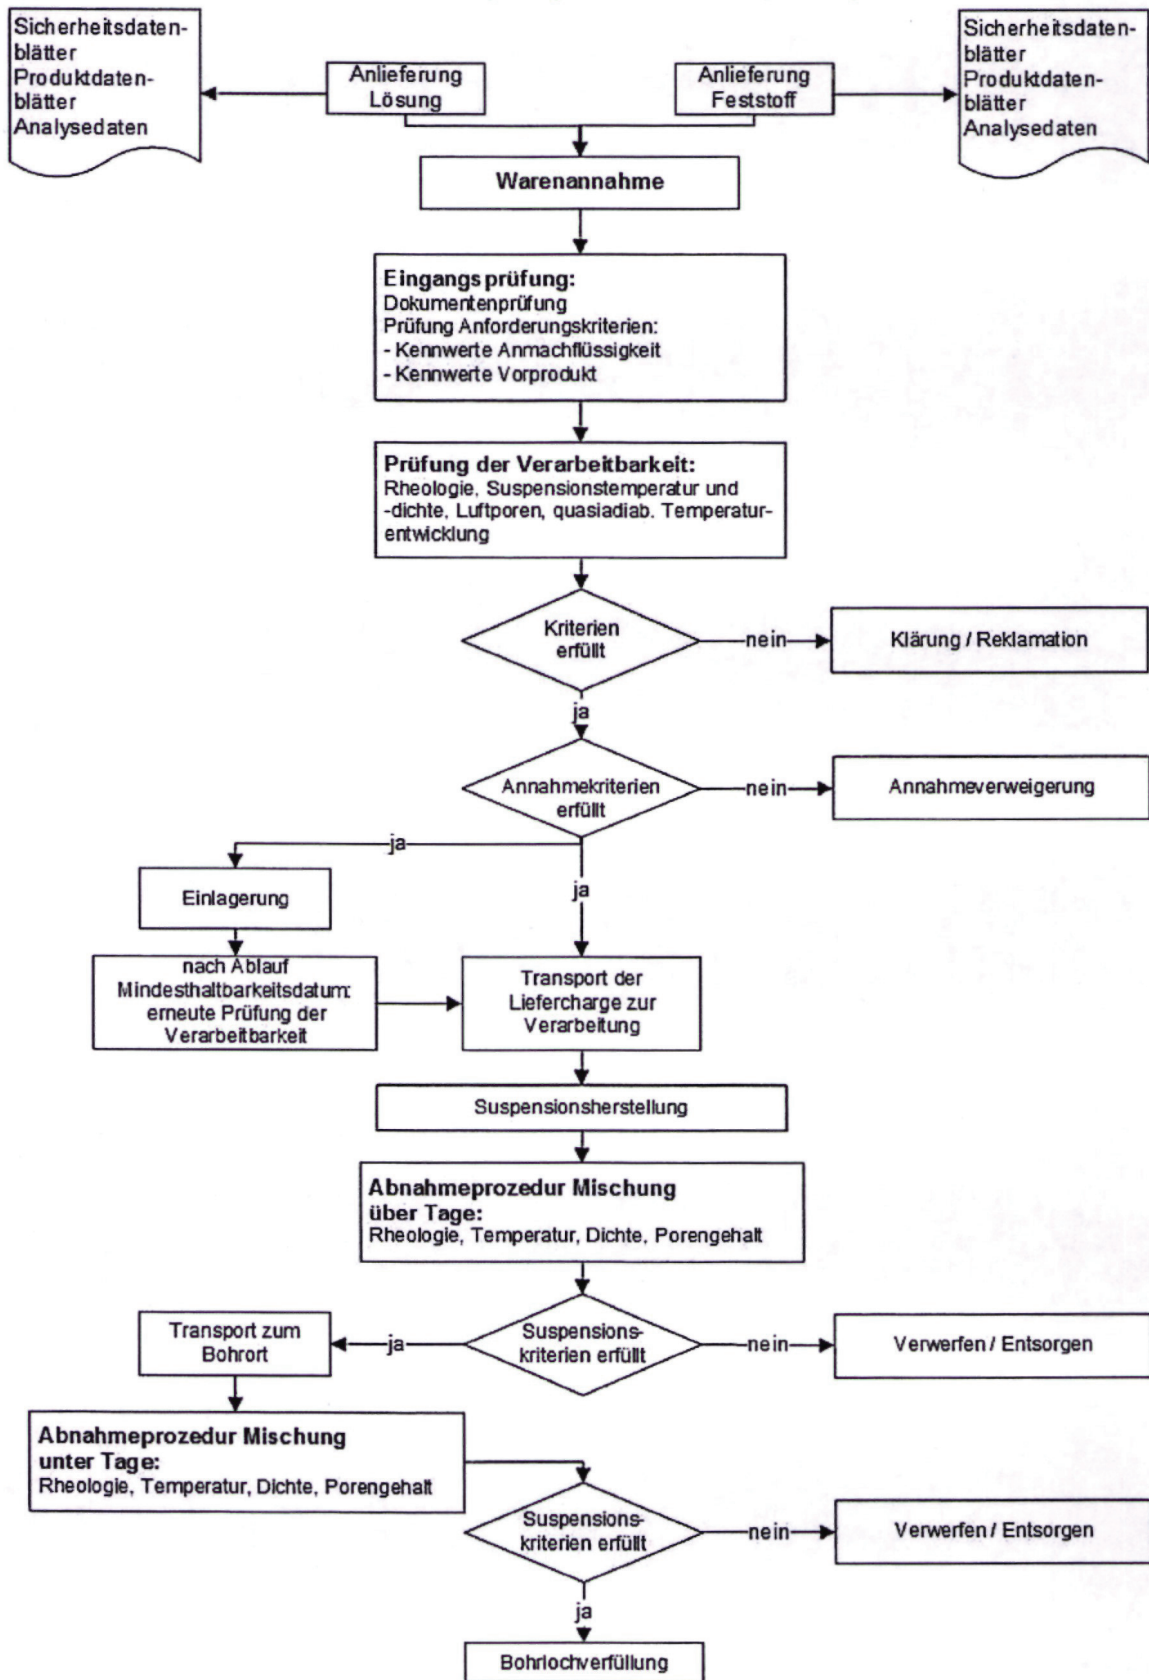 Sicherheitsdaten-
blätter
Produktdaten-
blätter
Analysedaten
Anlieferung
Lösung
Anlieferung
Feststoff
Sicherheitsdaten-
blätter
Produktdaten-
blätter
Analysedaten
Warenannahme
Eingangsprüfung:
Dokumentenprüfung
Prüfung Anforderungskriterien:
- Kennwerte Anmachflüssigkeit
- Kennwerte Vorprodukt
Prüfung der Verarbeitbarkeit:
Rheologie, Suspensionstemperatur und
-dichte, Luftporen, quasiadiab. Temperatur-
entwicklung
Kriterien
erfüllt
nein
Klärung / Reklamation
ja
Annahmekriterien
erfüllt
nein
Annahmeverweigerung
ja
ja
Einlagerung
nach Ablauf
Mindesthaltbarkeitsdatum:
erneute Prüfung der
Verarbeitbarkeit
Transport der
Liefercharge zur
Verarbeitung
Suspensionsherstellung
Abnahmeprozedur Mischung
über Tage:
Rheologie, Temperatur, Dichte, Porengehalt
Transport zum
Bohrort
ja
Suspensions-
kriterien erfüllt
nein
Verwerfen / Entsorgen
Abnahmeprozedur Mischung
unter Tage:
Rheologie, Temperatur, Dichte, Porengehalt
Suspensions-
kriterien erfüllt
nein
Verwerfen / Entsorgen
ja
Bohrlochverfüllung